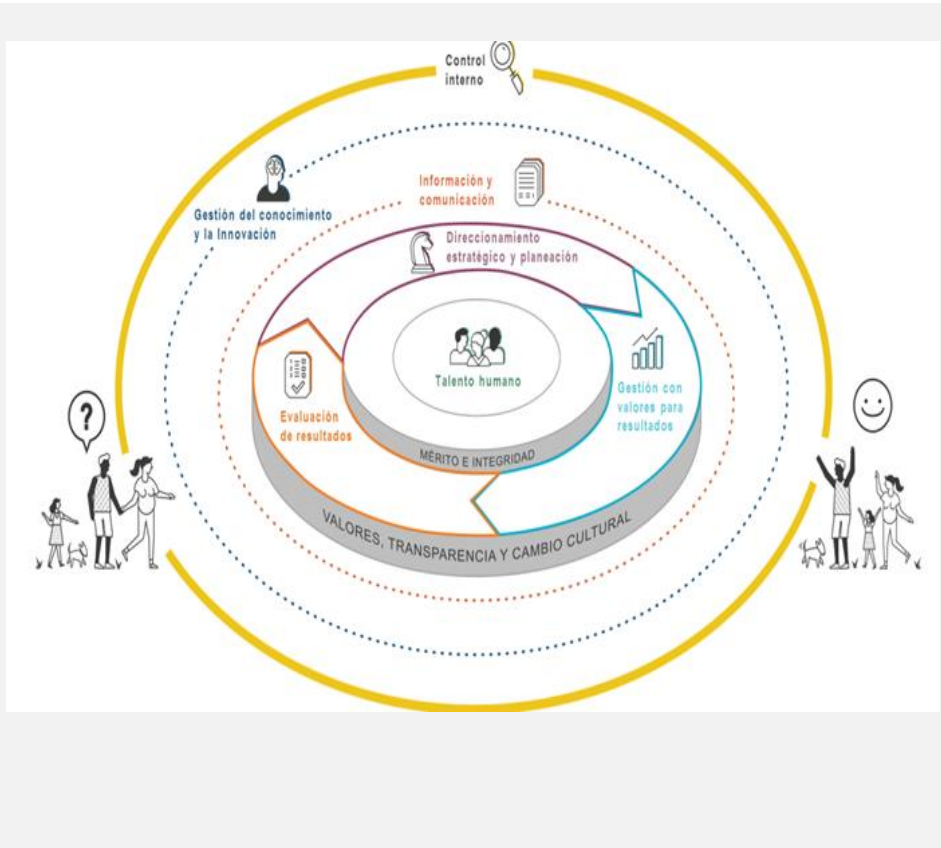 Control
interno
Gestión del conocimiento
y la Innovación
Información y
comunicación
Direccionamiento
estratégico y planeación
Talento humano
Gestión con
valores para
resultados
Evaluación
de resultados
MÉRITO E INTEGRIDAD
VALORES, TRANSPARENCIA Y CAMBIO CULTURAL
?